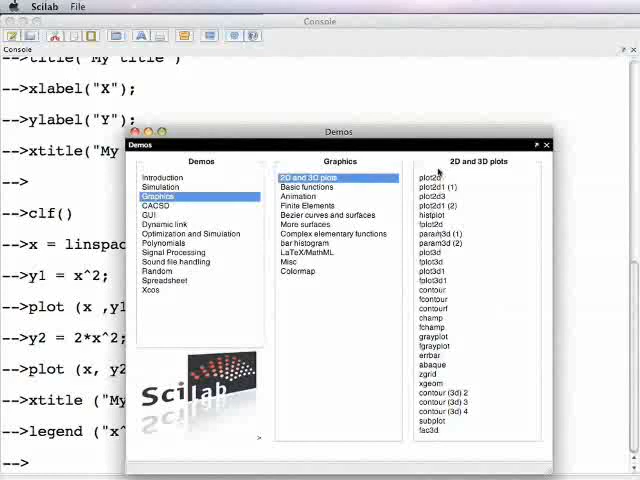 Scilab File
Console
Console
-->title("My title")
-->xlabel("X");
-->ylabel("Y");
-->xtitle("My
-->
-->clf()
-->x = linspac
-->y1 = x^2;
-->plot (x ,y1
-->y2 = 2*x^2;
-->plot (x, y2
-->xtitle ("My
-->legend ("x^
-->
Demos
Demos
Demos
Introduction
Simulation
Graphics
CACSD
GUI
Dynamic link
Optimization and Simulation
Polynomials
Signal Processing
Sound file handling
Random
Spreadsheet
Xcos
Scilab
>
Graphics
2D and 3D plots
Basic functions
Animation
Finite Elements
Bezier curves and surfaces
More surfaces
Complex elementary functions
bar histogram
LaTeX/MathML
Misc
Colormap
2D and 3D plots
plot2d
plot2d1 (1)
plot2d3
plot2d1 (2)
histplot
fplot2d
param3d (1)
param3d (2)
plot3d
fplot3d
plot3d1
fplot3d1
contour
fcontour
contourf
champ
fchamp
grayplot
fgrayplot
errbar
abaque
zgrid
xgeom
contour (3d) 2
contour (3d) 3
contour (3d) 4
subplot
fac3d